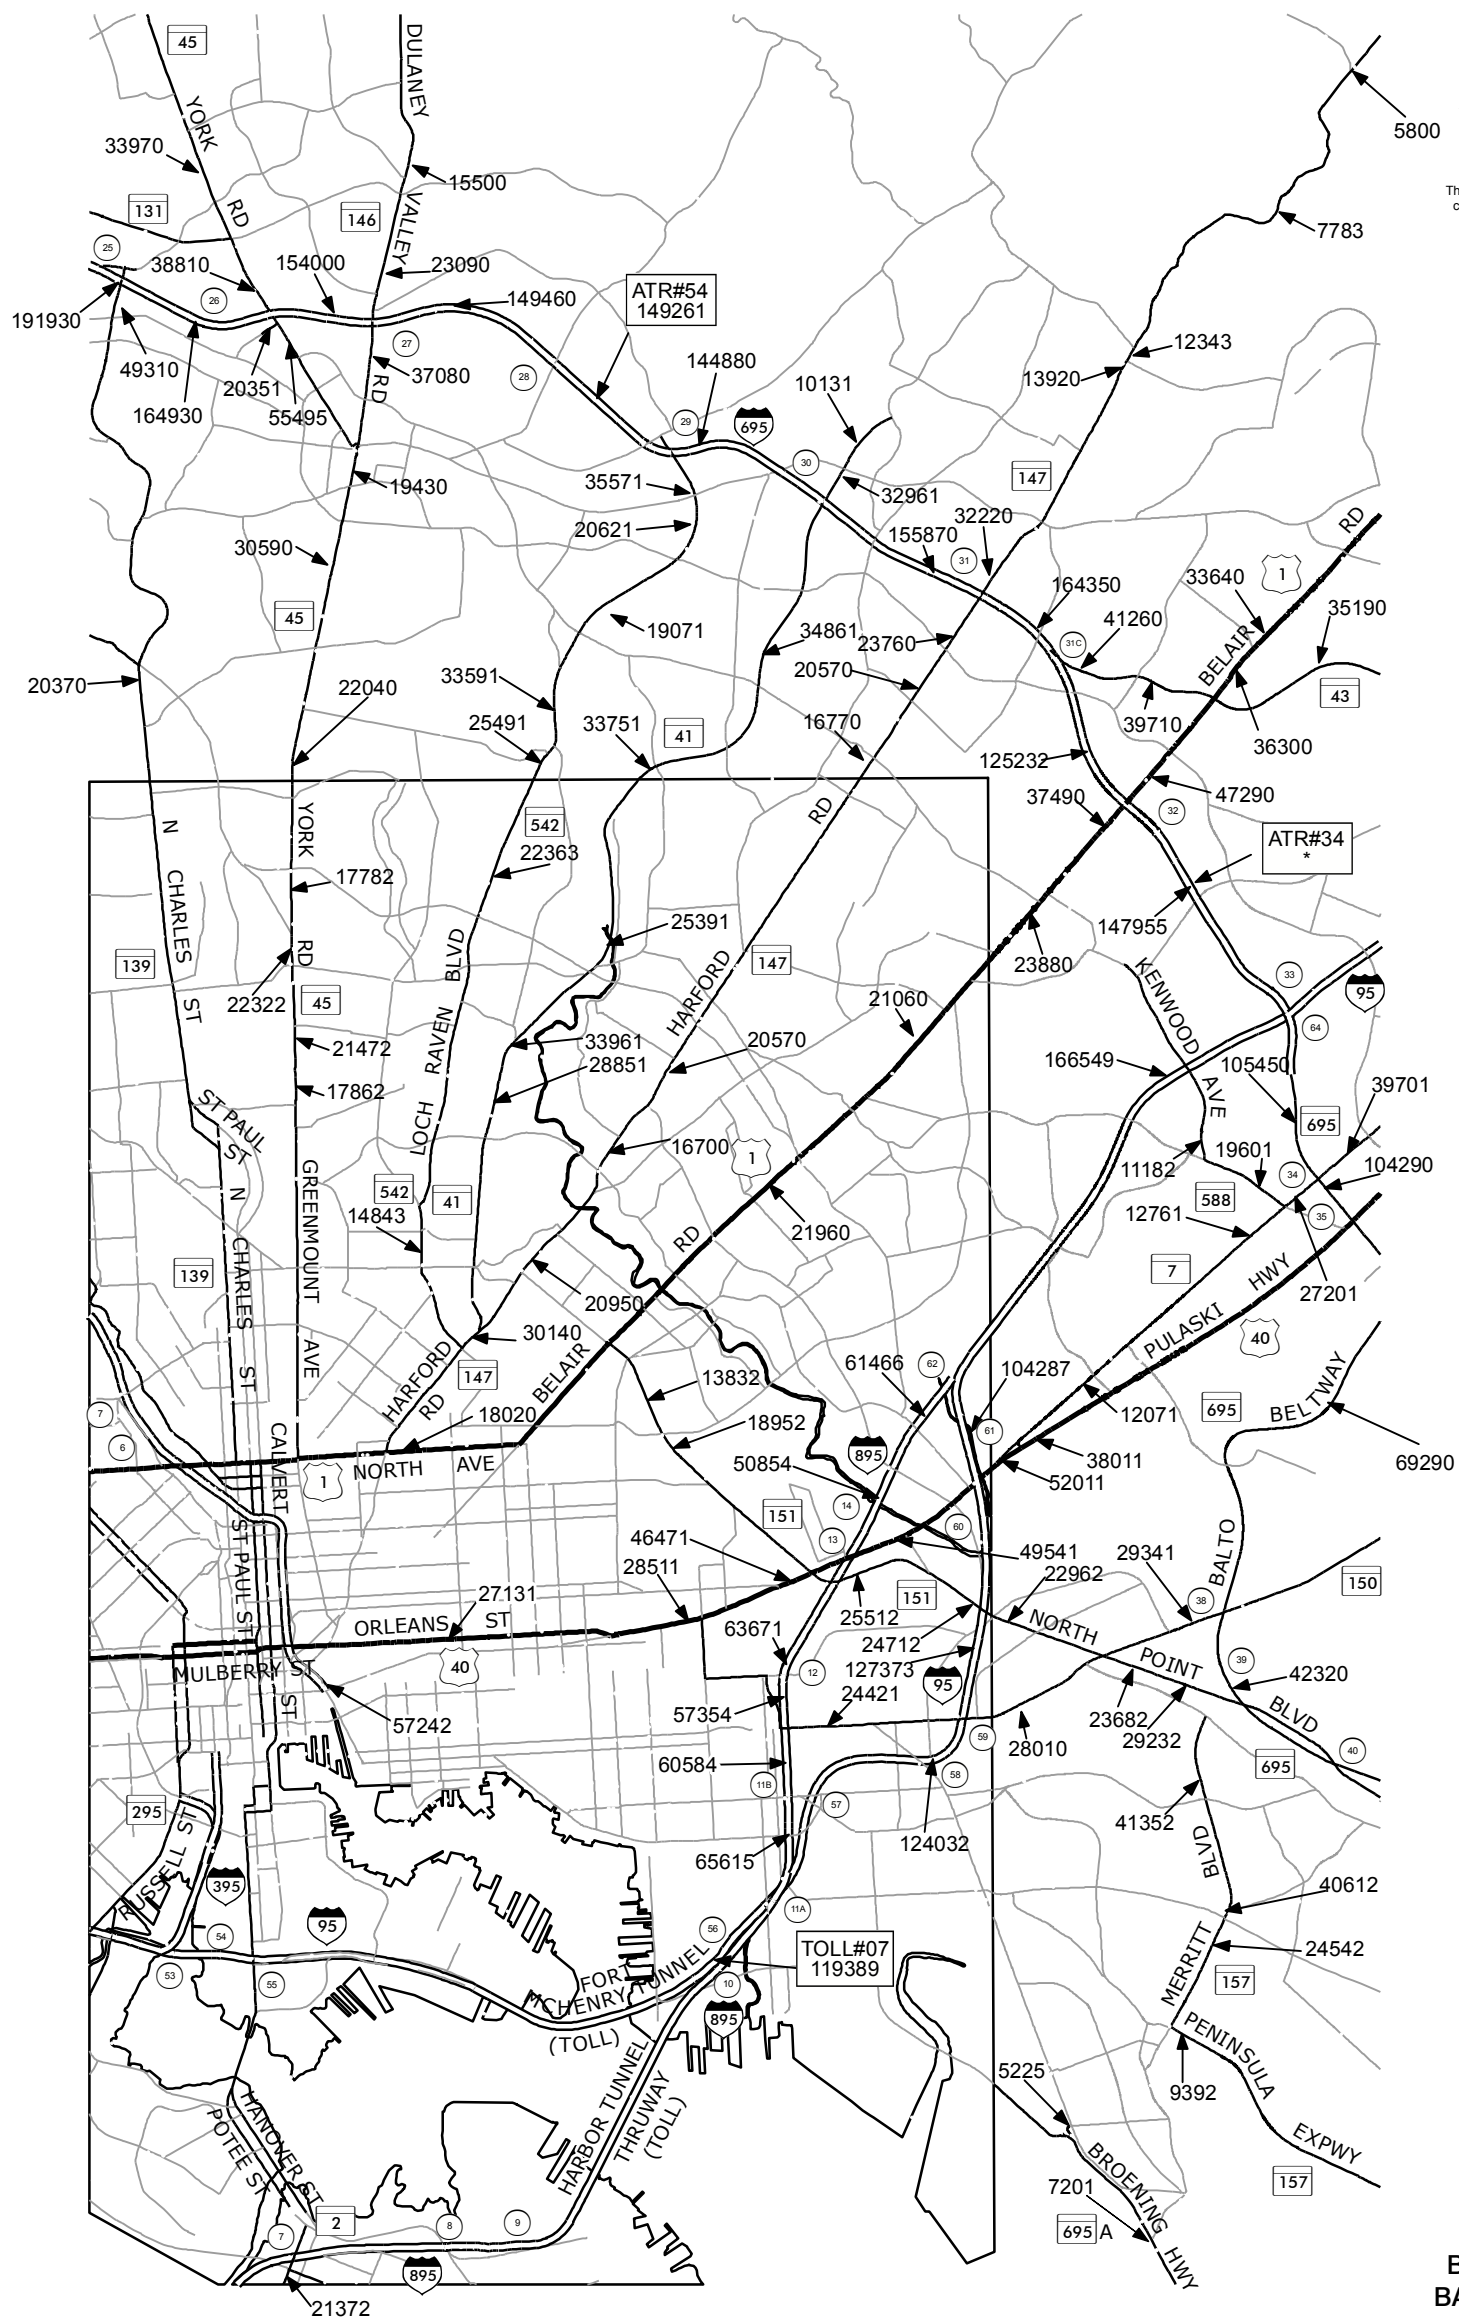 45
DULANEY
5800
YORK
33970
15500
Th
c
131
RD
146
VALLEY
7783
25
38810
154000
23090
ATR#54
149261
26
149460
191930
12343
27
49310
20351
37080
28
144880
10131
13920
164930
55495
RD
29
695
30
19430
35571
32961
147
20621
32220
RD
30590
155870
31
1
164350
33640
45
41260
35190
19071
34861
23760
31C
BELAIR
20370
22040
33591
20570
43
25491
33751
41
16770
39710
36300
125232
37490
47290
N
YORK
542
RD
32
ATR#34
*
22363
17782
CHARLES
25391
147955
139
RD
LOCH RAVEN BLVD
HARFORD
147
23880
KENWOOD
33
95
22322
45
ST
21060
64
21472
33961
20570
166549
105450
28851
39701
17862
AVE
695
ST PAUL
ST
16700
1
11182
19601
34
104290
GREENMOUNT
542
41
588
N
14843
21960
12761
35
RD
CHARLES
139
7
HWY
27201
20950
PULASKI
40
30140
AVE
61466
62
104287
BELTWAY
HARFORD
147
BELAIR
ST
13832
12071
695
RD
7
6
18020
18952
61
38011
69290
CALVERT
NORTH AVE
895
1
50854
52011
14
151
BALTO
ST PAUL ST
46471
13
60
49541
29341
28511
22962
27131
151
38
150
ORLEANS ST
25512
NORTH
63671
24712
MULBERRY ST
40
12
127373
POINT
39
95
24421
42320
ST
57242
57354
23682
BLVD
29232
59
28010
60584
40
11B
58
695
57
295
41352
124032
RUSSELL ST
65615
BLVD
395
40612
11A
95
54
56
TOLL#07
119389
MERRITT
24542
53
55
FORT
MCHENRY TUNNEL
(TOLL)
10
157
895
PENINSULA
5225
HARBOR TUNNEL
THRUWAY
(TOLL)
9392
HANOVER ST
POTEE ST
EXPWY
BROENING
HWY
7201
157
2
7
8
9
695 A
895
21372
B
BA